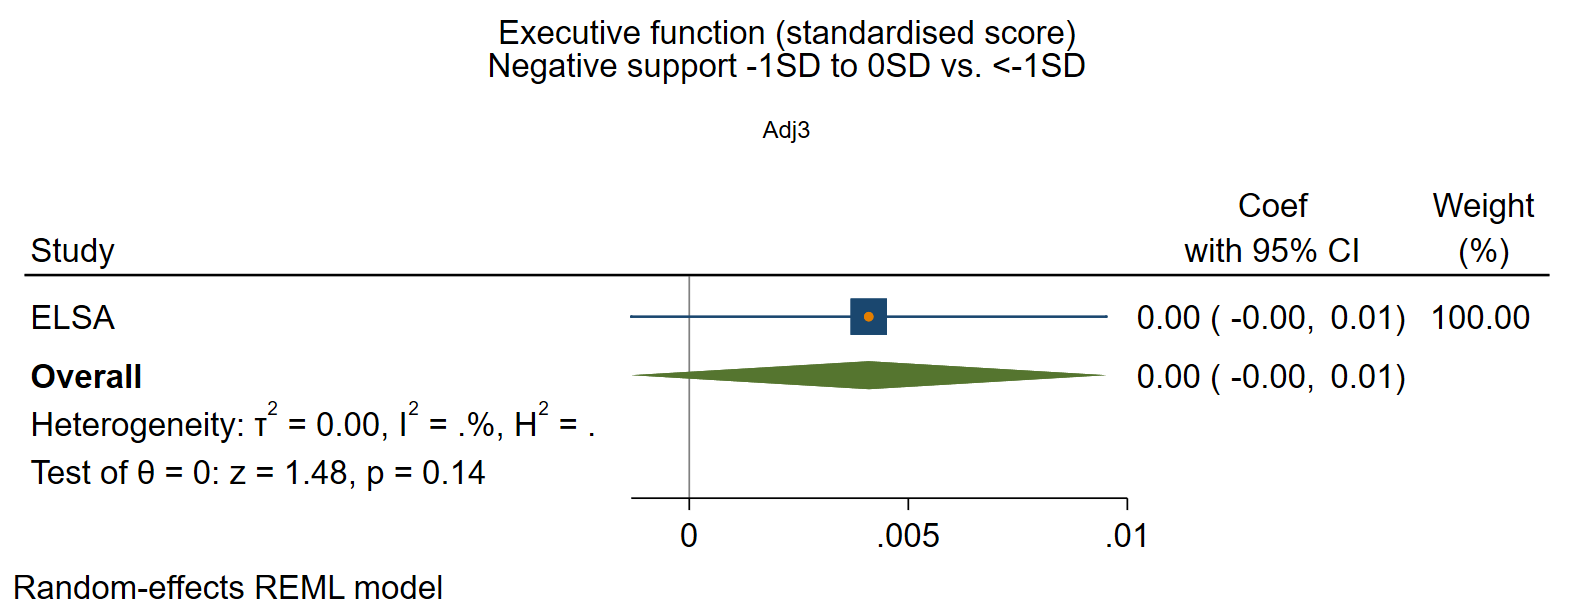 Executive function (standardised score)
Negative support -1SD to 0SD vs. <-1SD
Adj3
Coef Weight
Study with 95% CI (%)
ELSA 0.00 ( -0.00, 0.01) 100.00
Overall 0.00 ( -0.00, 0.01)
Heterogeneity: τ² = 0.00, I² = .%, H² = .
Test of θ = 0: z = 1.48, p = 0.14
0 .005 .01
Random-effects REML model